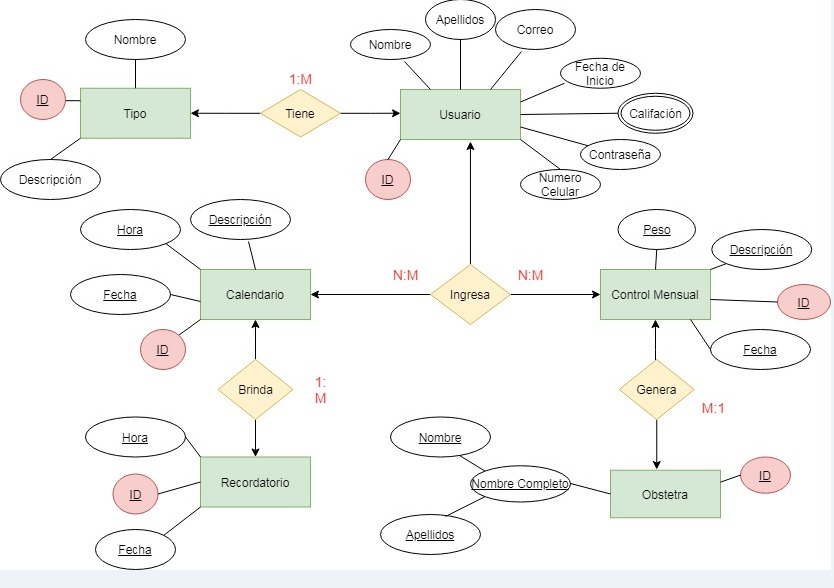 Nombre
ID
Tipo
Descripción
1:M
Tiene
Nombre
Apellidos
Correo
Fecha de
Inicio
Califación
Contraseña
Numero
Celular
Usuario
ID
Hora
Descripción
Fecha
Calendario
ID
N:M
Ingresa
N:M
Peso
Descripción
Control Mensual
ID
Fecha
Brinda
1:
M
Genera
M:1
Hora
ID
Recordatorio
Fecha
Nombre
Nombre Completo
Apellidos
Obstetra
ID